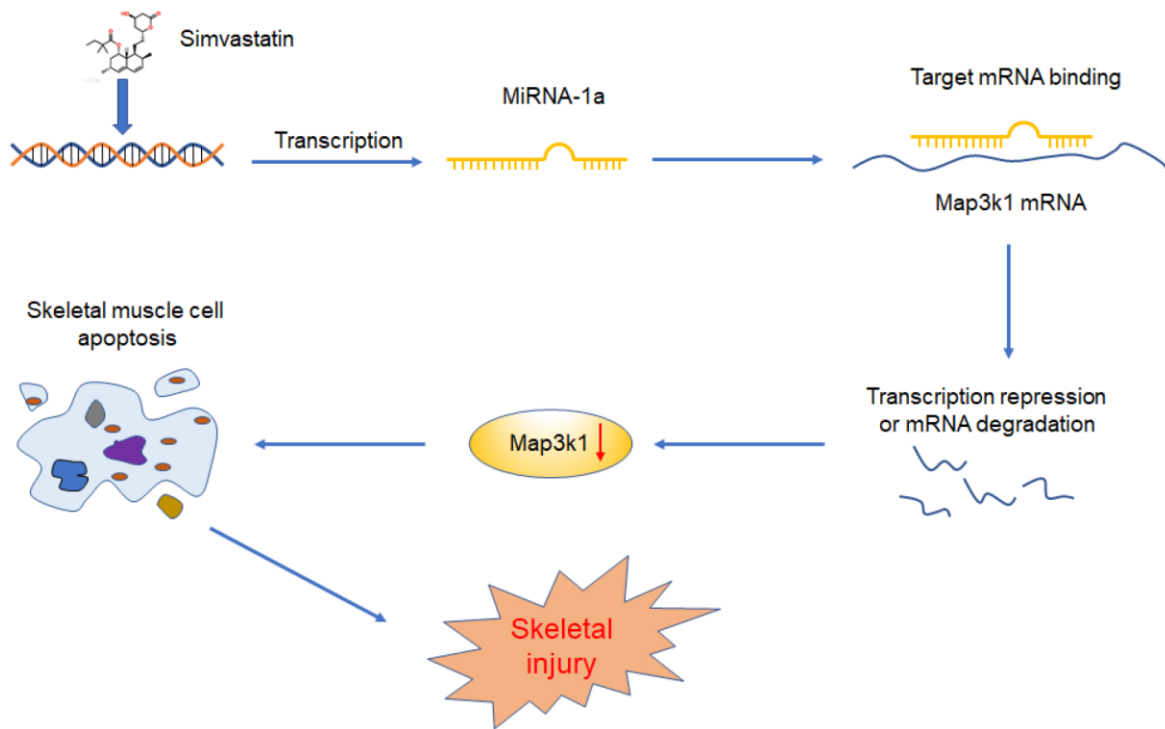 Simvastatin
Transcription
MiRNA-1a
Target mRNA binding
Map3k1 mRNA
Transcription repression
or mRNA degradation
Map3k1
Skeletal muscle cell
apoptosis
Skeletal
injury